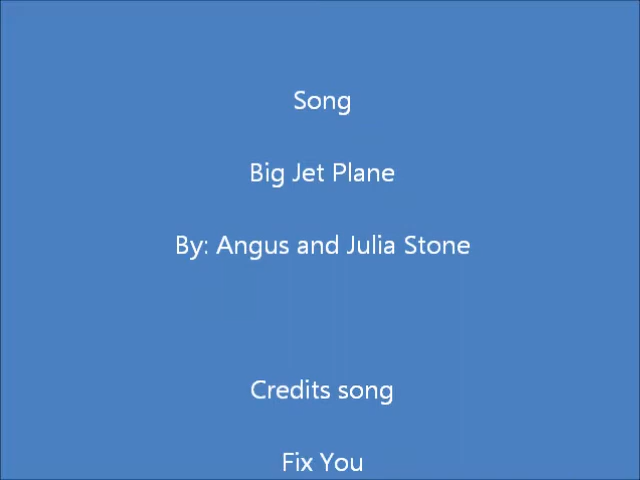 Song
Big Jet Plane
By: Angus and Julia Stone
Credits song
Fix You